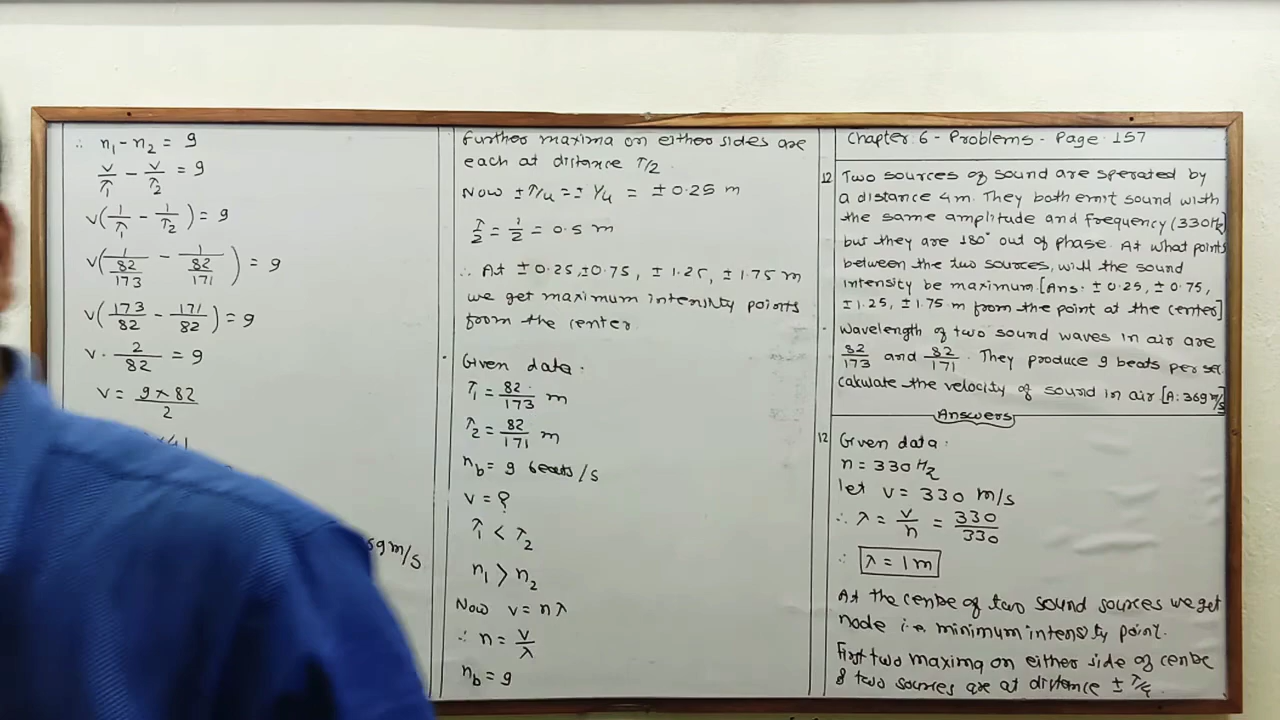 Chapter. 6 - Problems - Page. 157
12 Two sources of sound are sperated by
a distance 4m. They both emit sound with
the same amplitude and frequency (330Hz)
but they are 180° out of phase. At what points
between the two sources, will the sound
intensity be maximum. [Ans: ± 0.25, ± 0.75,
± 1.25, ± 1.75 m from the point at the center]
Wavelength of two sound waves in air are
82/173 and 82/171. They produce 9 beats per sec.
calculate the velocity of sound in air [A: 369 m/s]
Answers
12 Given data:
n = 330 Hz
let v = 330 m/s
∴ λ = v/n = 330/330
∴ λ = 1m
At the centre of two sound sources we get
node i.e. minimum intensity point.
First two maxima on either side of centre
& two sources are at distance ± λ/4.
Further maxima on either sides are
each at distance λ/2.
Now ± λ/4 = ± 1/4 = ± 0.25 m
λ/2 = 1/2 = 0.5 m
∴ At ± 0.25, ± 0.75, ± 1.25, ± 1.75 m
we get maximum intensity points
from the center.
Given data:
λ1 = 82/173 m
λ2 = 82/171 m
nb = 9 beats/s
v = ?
λ1 < λ2
n1 > n2
Now v = nλ
∴ n = v/λ
nb = 9
∴ n1 - n2 = 9
v/λ1 - v/λ2 = 9
v(1/λ1 - 1/λ2) = 9
v(1/(82/173) - 1/(82/171)) = 9
v(173/82 - 171/82) = 9
v · 2/82 = 9
v = 9 × 82/2
× 41
m/s